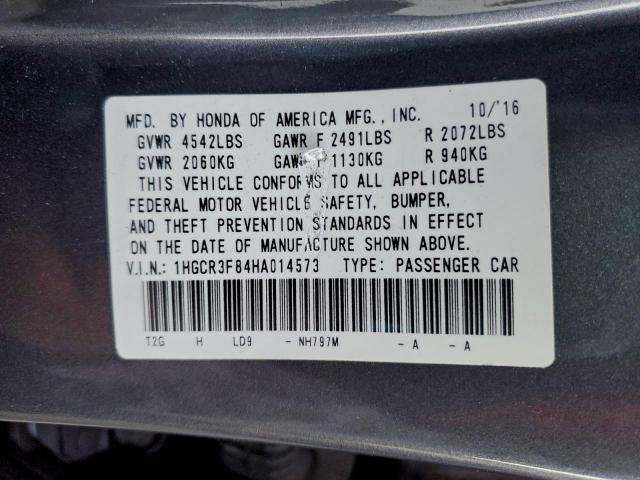 MFD. BY HONDA OF AMERICA MFG., INC. 10/'16
GVWR 4542LBS GAWR F 2491LBS R 2072LBS
GVWR 2060KG GAWR F 1130KG R 940KG
THIS VEHICLE CONFORMS TO ALL APPLICABLE
FEDERAL MOTOR VEHICLE SAFETY, BUMPER,
AND THEFT PREVENTION STANDARDS IN EFFECT
ON THE DATE OF MANUFACTURE SHOWN ABOVE.
V.I.N.: 1HGCR3F84HA014573 TYPE: PASSENGER CAR
T2G H LD9 - NH797M - A - A